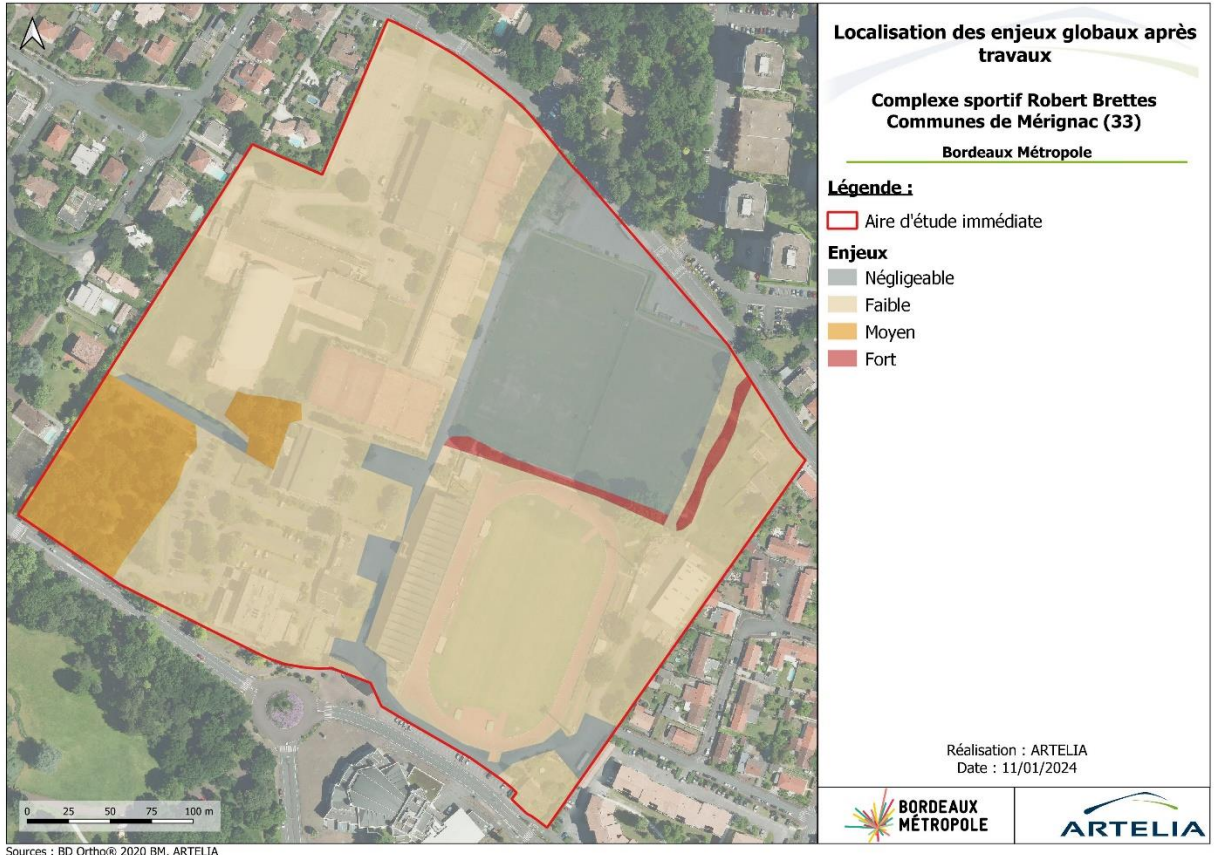 Localisation des enjeux globaux après
travaux
Complexe sportif Robert Brettes
Communes de Mérignac (33)
Bordeaux Métropole
Légende :
Aire d'étude immédiate
Enjeux
Négligeable
Faible
Moyen
Fort
0 25 50 75 100 m
Réalisation : ARTELIA
Date : 11/01/2024
BORDEAUX
MÉTROPOLE
ARTELIA
Sources : BD Ortho® 2020 BM, ARTELIA